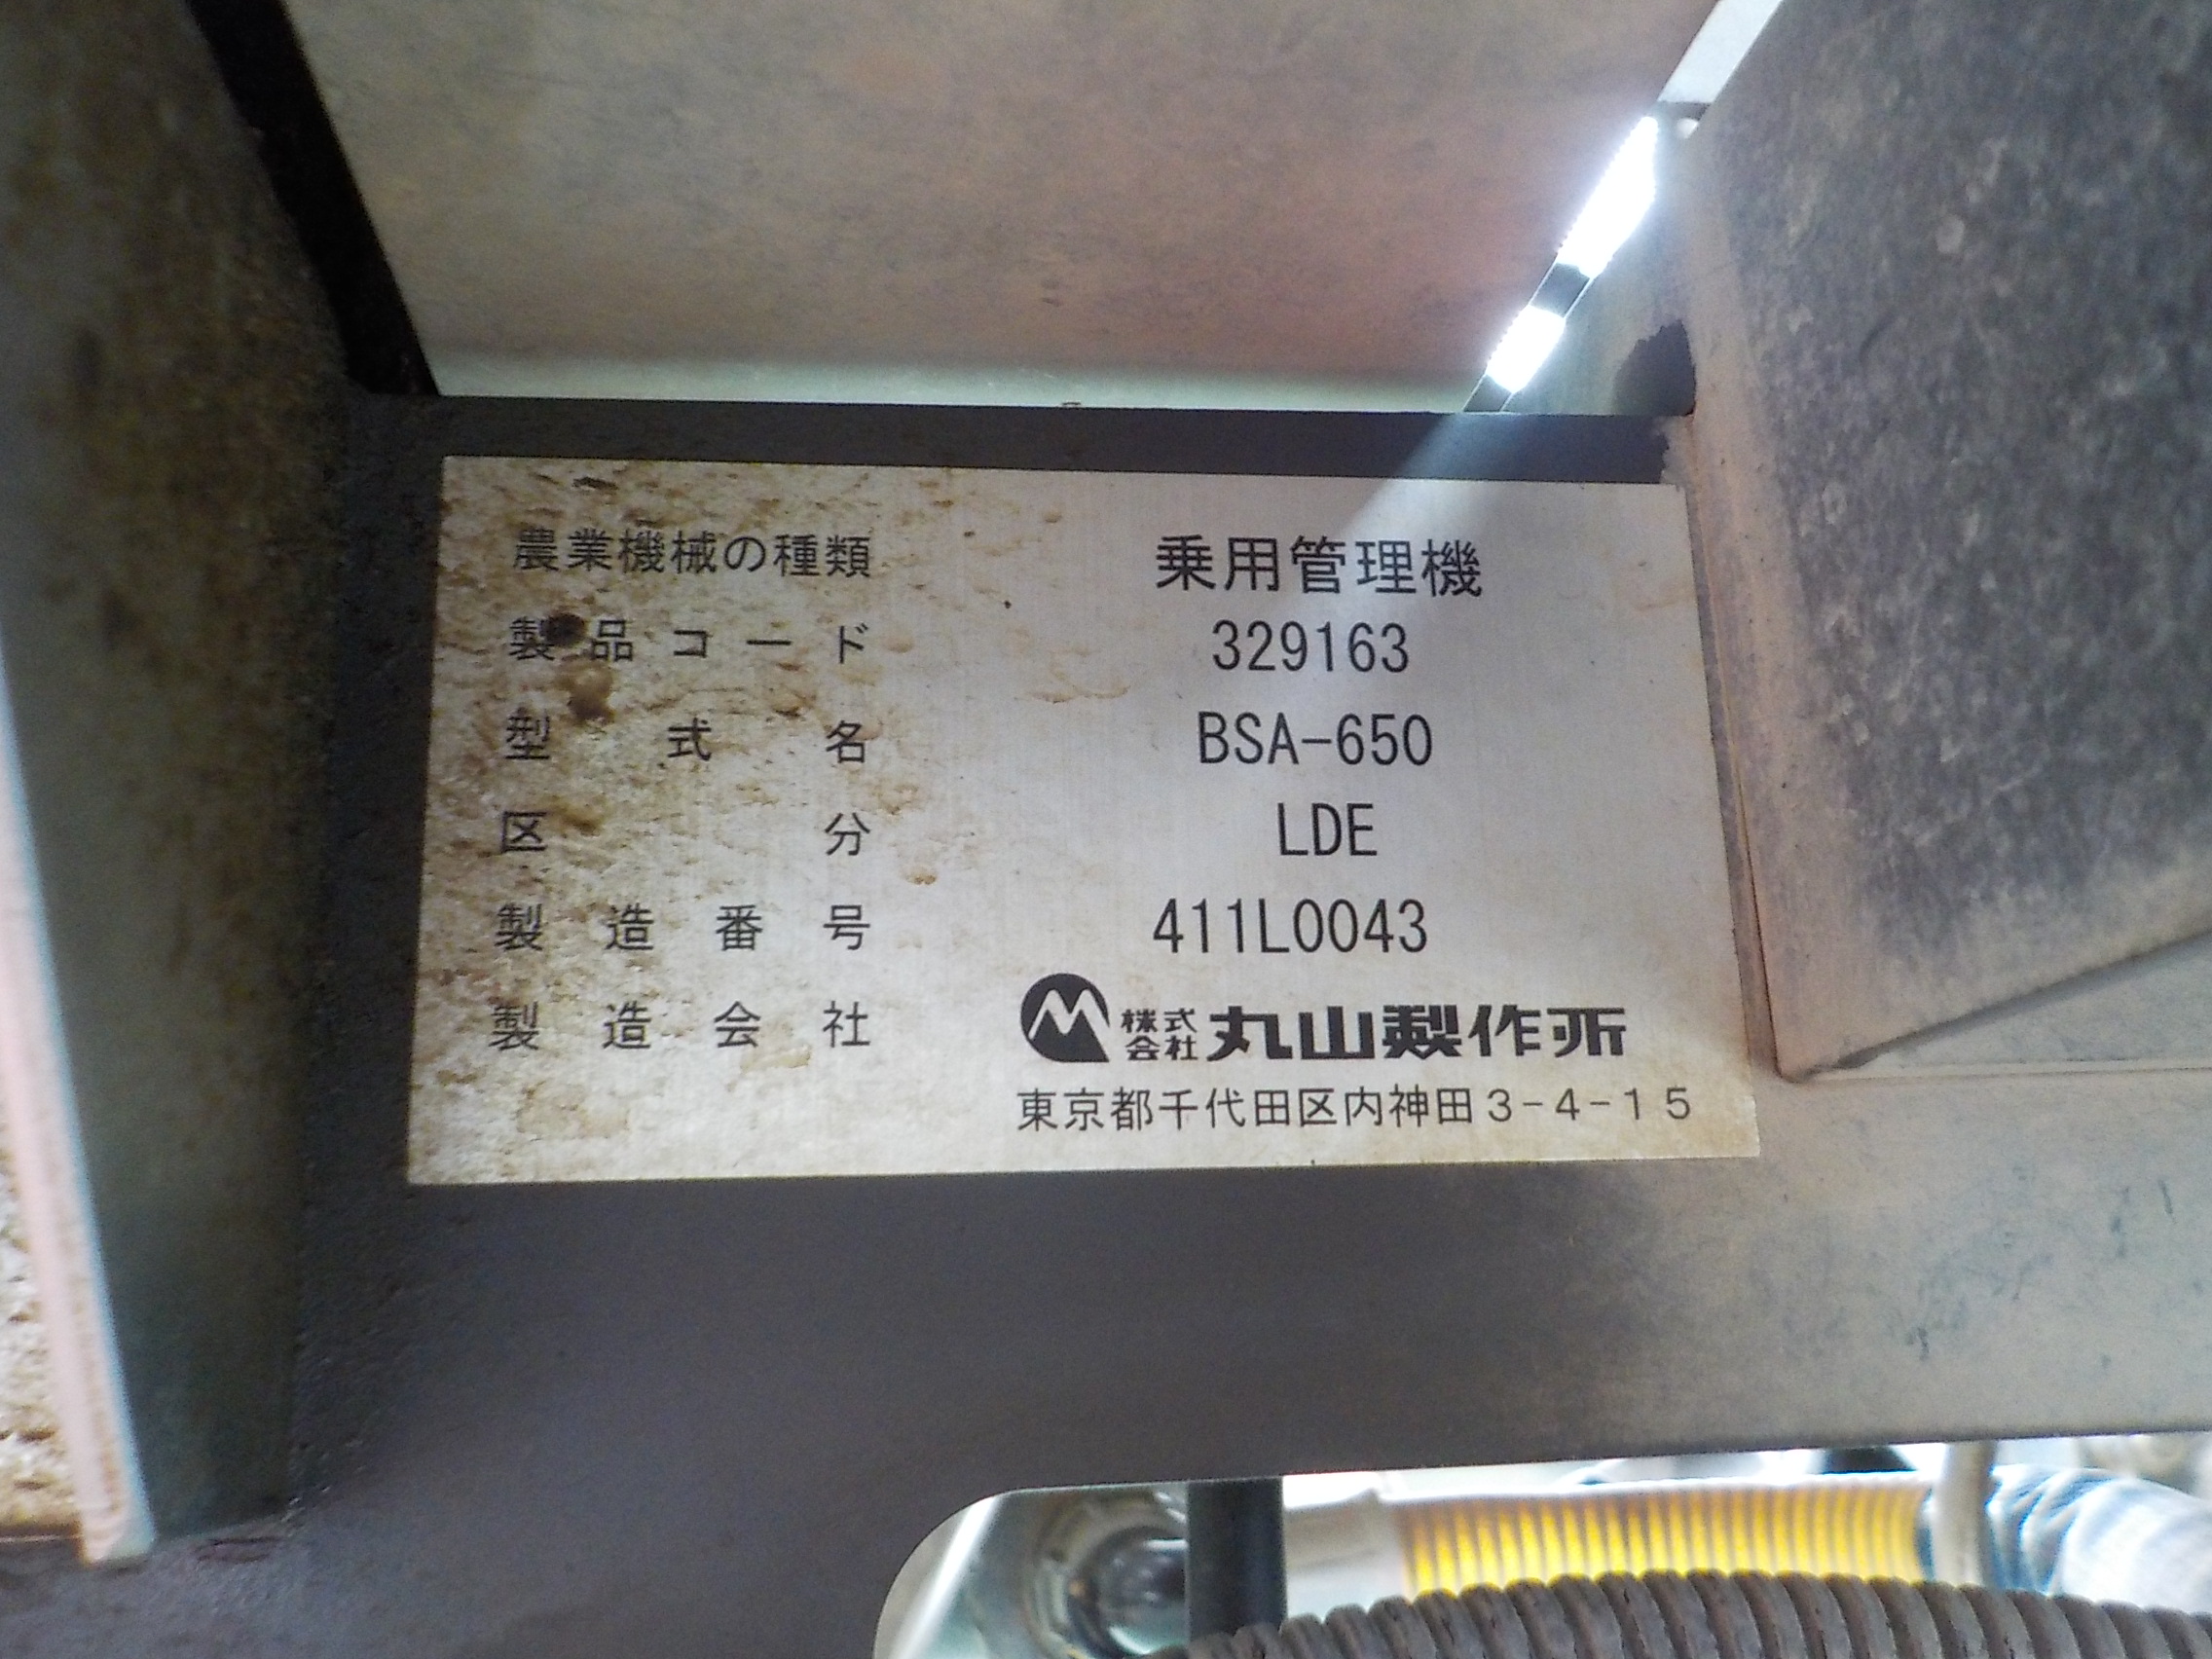 農業機械の種類 乗用管理機
製品コード 329163
型式名 BSA-650
区分 LDE
製造番号 411L0043
製造会社 株式会社丸山製作所
東京都千代田区内神田3-4-15